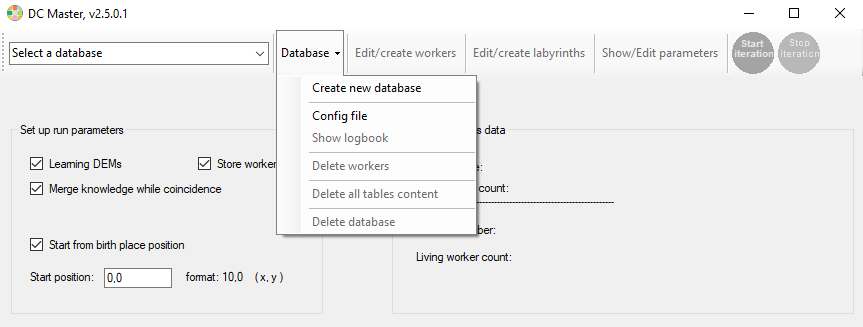 DC Master, v2.5.0.1
Select a database
Database
Edit/create workers
Edit/create labyrinths
Show/Edit parameters
Start
iteration
Stop
iteration
Create new database
Config file
Show logbook
Delete workers
Delete all tables content
Delete database
Set up run parameters
Learning DEMs
Store worker
Merge knowledge while coincidence
Start from birth place position
Start position:
0,0
format: 10,0 ( x, y )
data
count:
Living worker count: